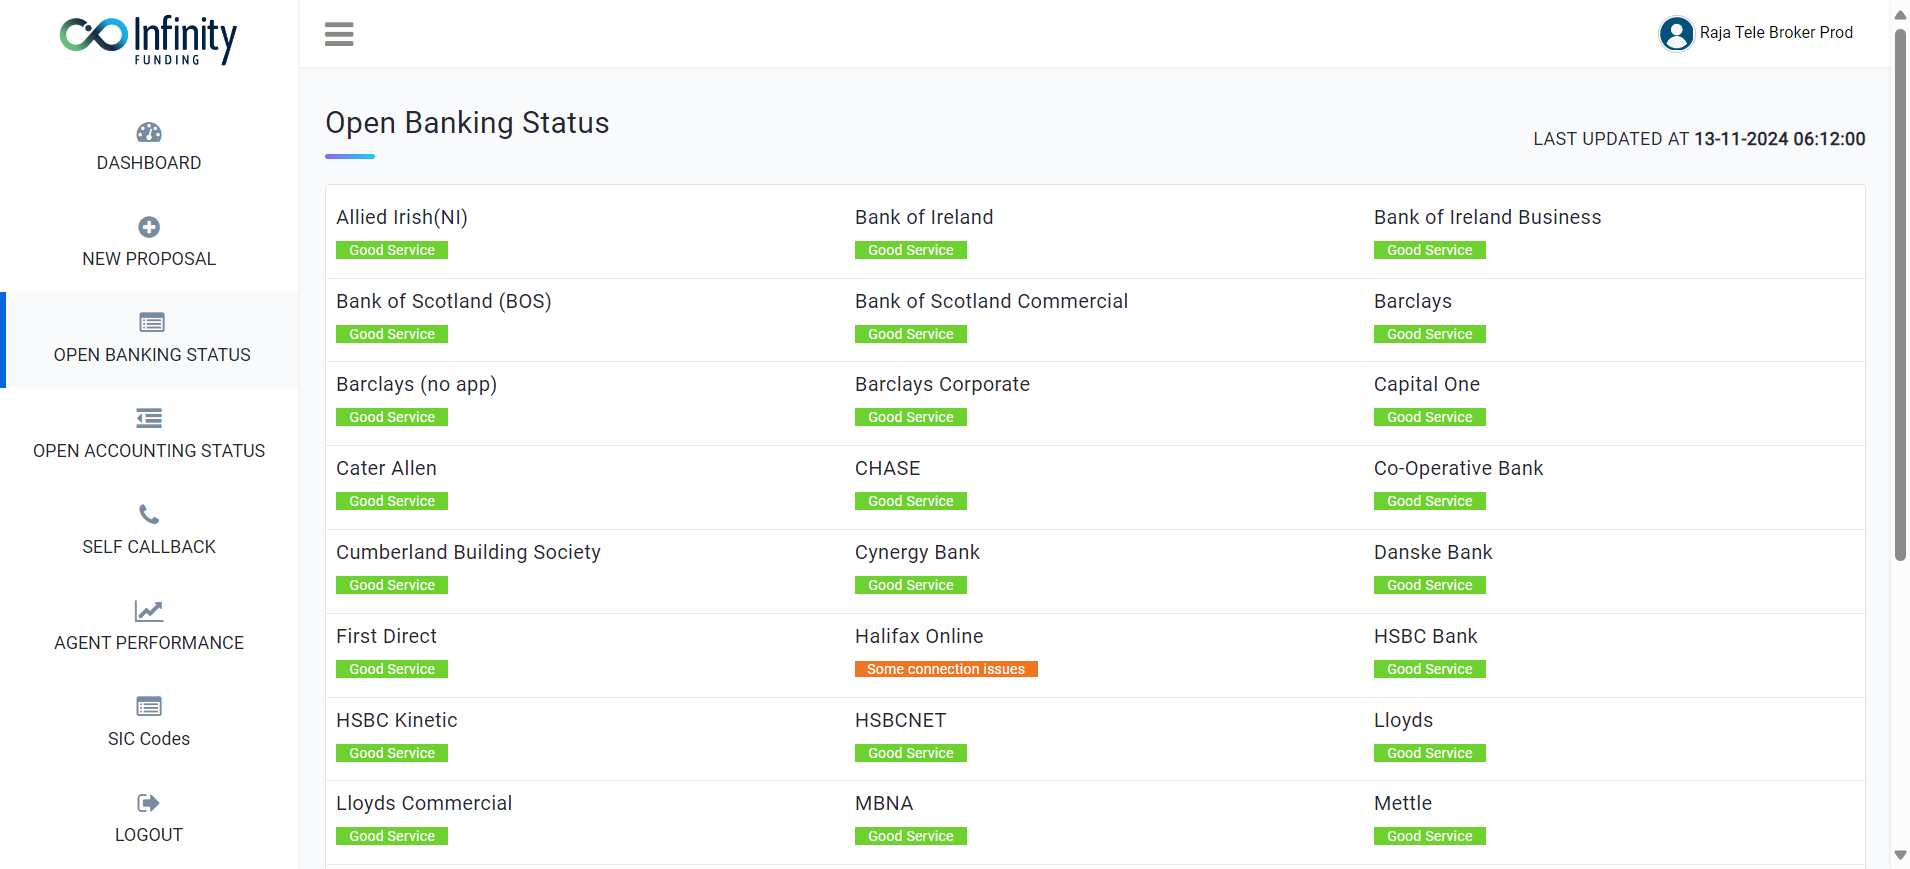 Infinity
FUNDING
Raja Tele Broker Prod
DASHBOARD
NEW PROPOSAL
OPEN BANKING STATUS
OPEN ACCOUNTING STATUS
SELF CALLBACK
AGENT PERFORMANCE
SIC Codes
LOGOUT
Open Banking Status
LAST UPDATED AT 13-11-2024 06:12:00
Allied Irish(NI)
Good Service
Bank of Ireland
Good Service
Bank of Ireland Business
Good Service
Bank of Scotland (BOS)
Good Service
Bank of Scotland Commercial
Good Service
Barclays
Good Service
Barclays (no app)
Good Service
Barclays Corporate
Good Service
Capital One
Good Service
Cater Allen
Good Service
CHASE
Good Service
Co-Operative Bank
Good Service
Cumberland Building Society
Good Service
Cynergy Bank
Good Service
Danske Bank
Good Service
First Direct
Good Service
Halifax Online
Some connection issues
HSBC Bank
Good Service
HSBC Kinetic
Good Service
HSBCNET
Good Service
Lloyds
Good Service
Lloyds Commercial
Good Service
MBNA
Good Service
Mettle
Good Service